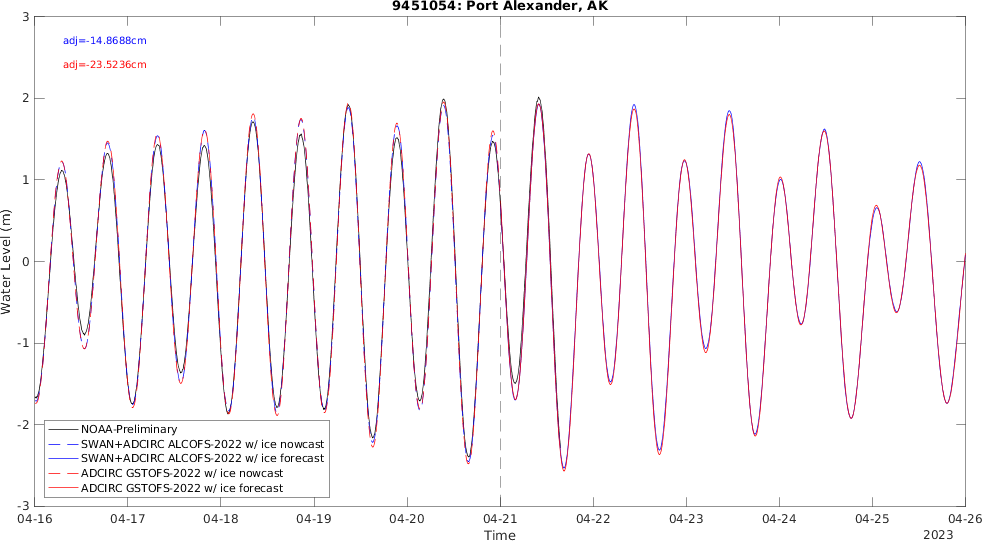 9451054: Port Alexander, AK
adj=-14.8688cm
adj=-23.5236cm
3
2
1
0
-1
-2
-3
Water Level (m)
NOAA-Preliminary
SWAN+ADCIRC ALCOFS-2022 w/ ice nowcast
SWAN+ADCIRC ALCOFS-2022 w/ ice forecast
ADCIRC GSTOFS-2022 w/ ice nowcast
ADCIRC GSTOFS-2022 w/ ice forecast
04-16 04-17 04-18 04-19 04-20 04-21 04-22 04-23 04-24 04-25 04-26
Time
2023